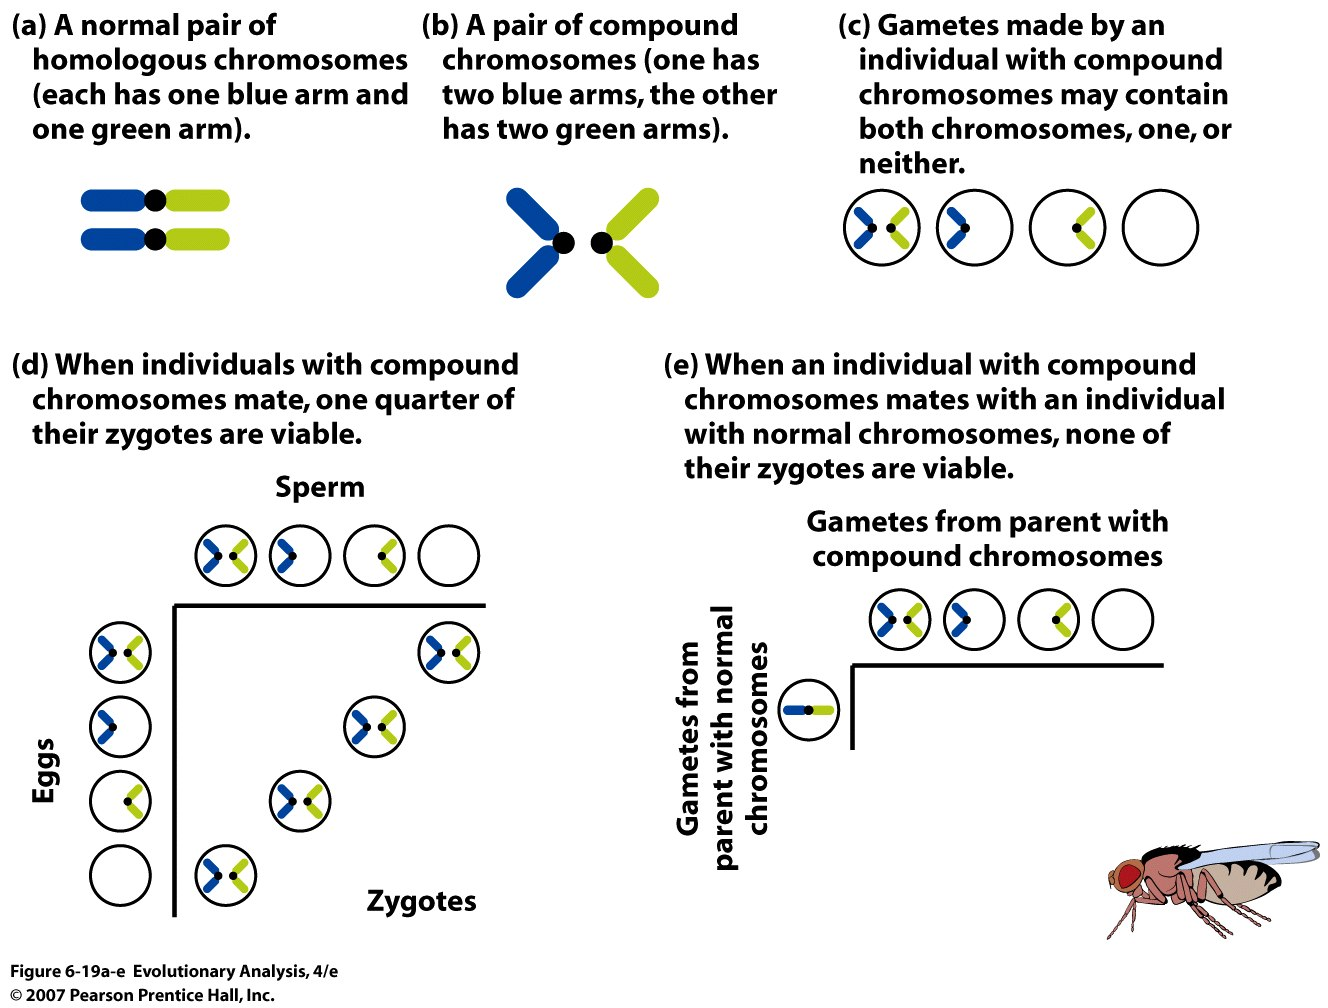 (a) A normal pair of
homologous chromosomes
(each has one blue arm and
one green arm).
(b) A pair of compound
chromosomes (one has
two blue arms, the other
has two green arms).
(c) Gametes made by an
individual with compound
chromosomes may contain
both chromosomes, one, or
neither.
(d) When individuals with compound
chromosomes mate, one quarter of
their zygotes are viable.
Sperm
Eggs
Zygotes
(e) When an individual with compound
chromosomes mates with an individual
with normal chromosomes, none of
their zygotes are viable.
Gametes from parent with
compound chromosomes
Gametes from
parent with normal
chromosomes
Figure 6-19a-e Evolutionary Analysis, 4/e
© 2007 Pearson Prentice Hall, Inc.